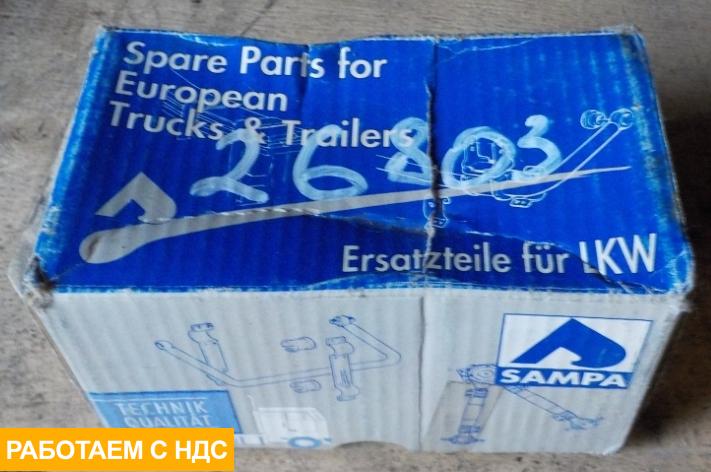 Spare Parts for
European
Trucks & Trailers
26803
Ersatzteile für LKW
SAMPA
TECHNIK
QUALITÄT
РАБОТАЕМ С НДС